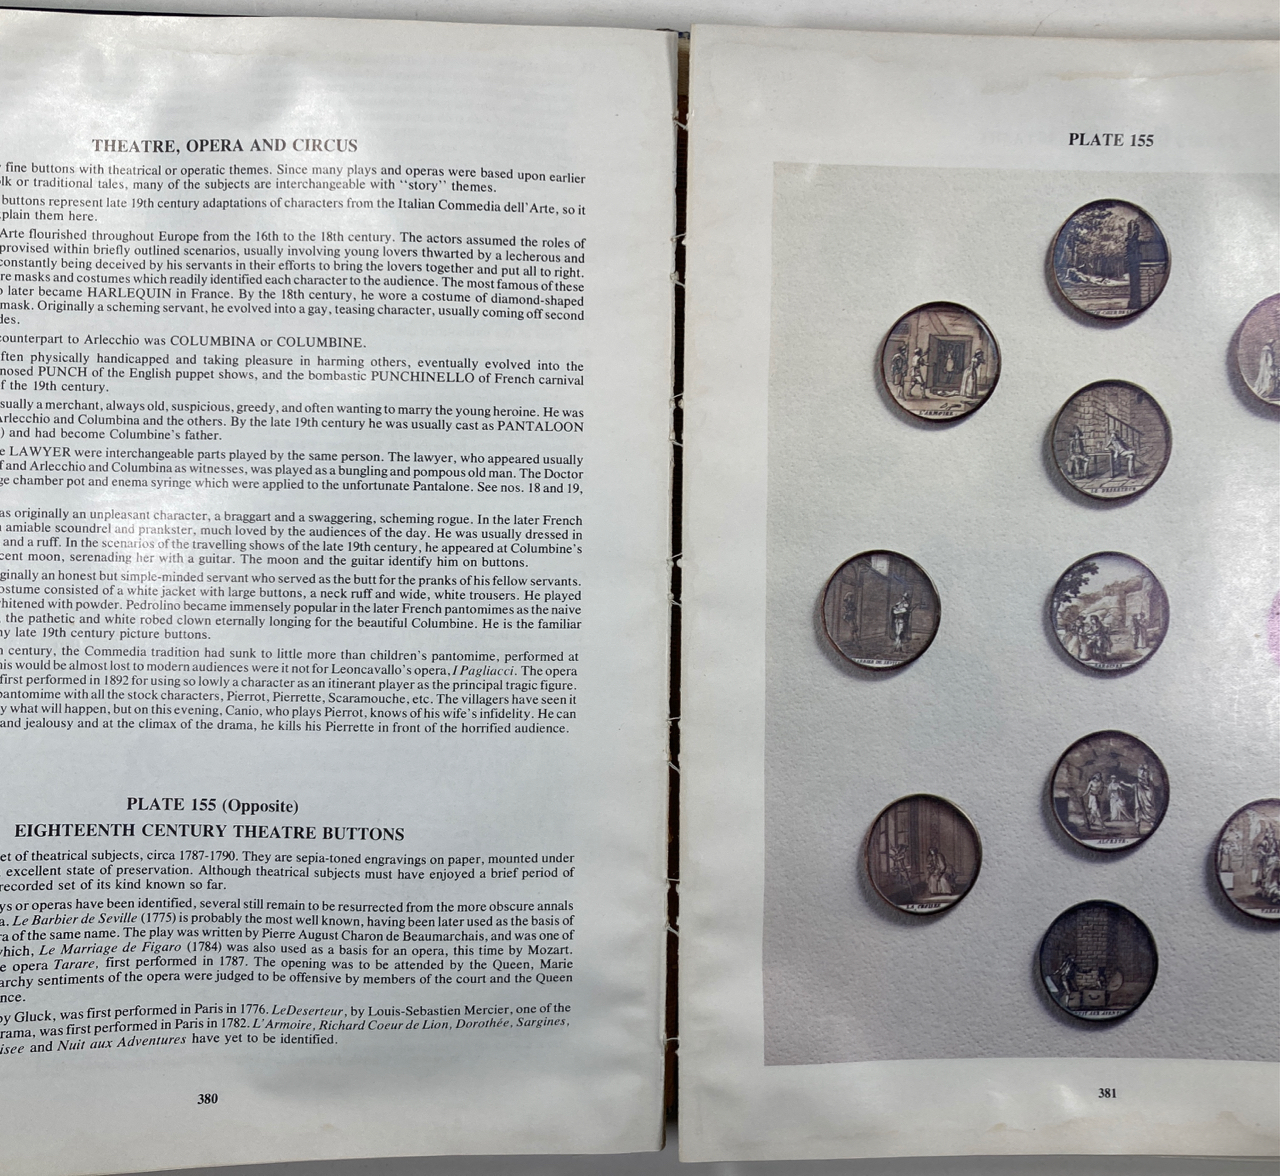 THEATRE, OPERA AND CIRCUS
fine buttons with theatrical or operatic themes. Since many plays and operas were based upon earlier
lk or traditional tales, many of the subjects are interchangeable with "story" themes.
buttons represent late 19th century adaptations of characters from the Italian Commedia dell'Arte, so it
plain them here.
Arte flourished throughout Europe from the 16th to the 18th century. The actors assumed the roles of
provised within briefly outlined scenarios, usually involving young lovers thwarted by a lecherous and
constantly being deceived by his servants in their efforts to bring the lovers together and put all to right.
re masks and costumes which readily identified each character to the audience. The most famous of these
later became HARLEQUIN in France. By the 18th century, he wore a costume of diamond-shaped
mask. Originally a scheming servant, he evolved into a gay, teasing character, usually coming off second
des.
counterpart to Arlecchio was COLUMBINA or COLUMBINE.
ften physically handicapped and taking pleasure in harming others, eventually evolved into the
nosed PUNCH of the English puppet shows, and the bombastic PUNCHINELLO of French carnival
f the 19th century.
sually a merchant, always old, suspicious, greedy, and often wanting to marry the young heroine. He was
Arlecchio and Columbina and the others. By the late 19th century he was usually cast as PANTALOON
) and had become Columbine's father.
e LAWYER were interchangeable parts played by the same person. The lawyer, who appeared usually
f and Arlecchio and Columbina as witnesses, was played as a bungling and pompous old man. The Doctor
ge chamber pot and enema syringe which were applied to the unfortunate Pantalone. See nos. 18 and 19,
as originally an unpleasant character, a braggart and a swaggering, scheming rogue. In the later French
amiable scoundrel and prankster, much loved by the audiences of the day. He was usually dressed in
and a ruff. In the scenarios of the travelling shows of the late 19th century, he appeared at Columbine's
cent moon, serenading her with a guitar. The moon and the guitar identify him on buttons.
ginally an honest but simple-minded servant who served as the butt for the pranks of his fellow servants.
ostume consisted of a white jacket with large buttons, a neck ruff and wide, white trousers. He played
hitened with powder. Pedrolino became immensely popular in the later French pantomimes as the naive
the pathetic and white robed clown eternally longing for the beautiful Columbine. He is the familiar
ny late 19th century picture buttons.
h century, the Commedia tradition had sunk to little more than children's pantomime, performed at
his would be almost lost to modern audiences were it not for Leoncavallo's opera, I Pagliacci. The opera
first performed in 1892 for using so lowly a character as an itinerant player as the principal tragic figure.
pantomime with all the stock characters, Pierrot, Pierrette, Scaramouche, etc. The villagers have seen it
y what will happen, but on this evening, Canio, who plays Pierrot, knows of his wife's infidelity. He can
and jealousy and at the climax of the drama, he kills his Pierrette in front of the horrified audience.
PLATE 155 (Opposite)
EIGHTEENTH CENTURY THEATRE BUTTONS
et of theatrical subjects, circa 1787-1790. They are sepia-toned engravings on paper, mounted under
excellent state of preservation. Although theatrical subjects must have enjoyed a brief period of
recorded set of its kind known so far.
ys or operas have been identified, several still remain to be resurrected from the more obscure annals
a. Le Barbier de Seville (1775) is probably the most well known, having been later used as the basis of
ra of the same name. The play was written by Pierre August Charon de Beaumarchais, and was one of
which, Le Marriage de Figaro (1784) was also used as a basis for an opera, this time by Mozart.
e opera Tarare, first performed in 1787. The opening was to be attended by the Queen, Marie
archy sentiments of the opera were judged to be offensive by members of the court and the Queen
nce.
by Gluck, was first performed in Paris in 1776. LeDeserteur, by Louis-Sebastien Mercier, one of the
rama, was first performed in Paris in 1782. L'Armoire, Richard Coeur de Lion, Dorothée, Sargines,
isee and Nuit aux Adventures have yet to be identified.
380
PLATE 155
L'ARMOIRE
LE DESERTEUR
ALCESTE
381